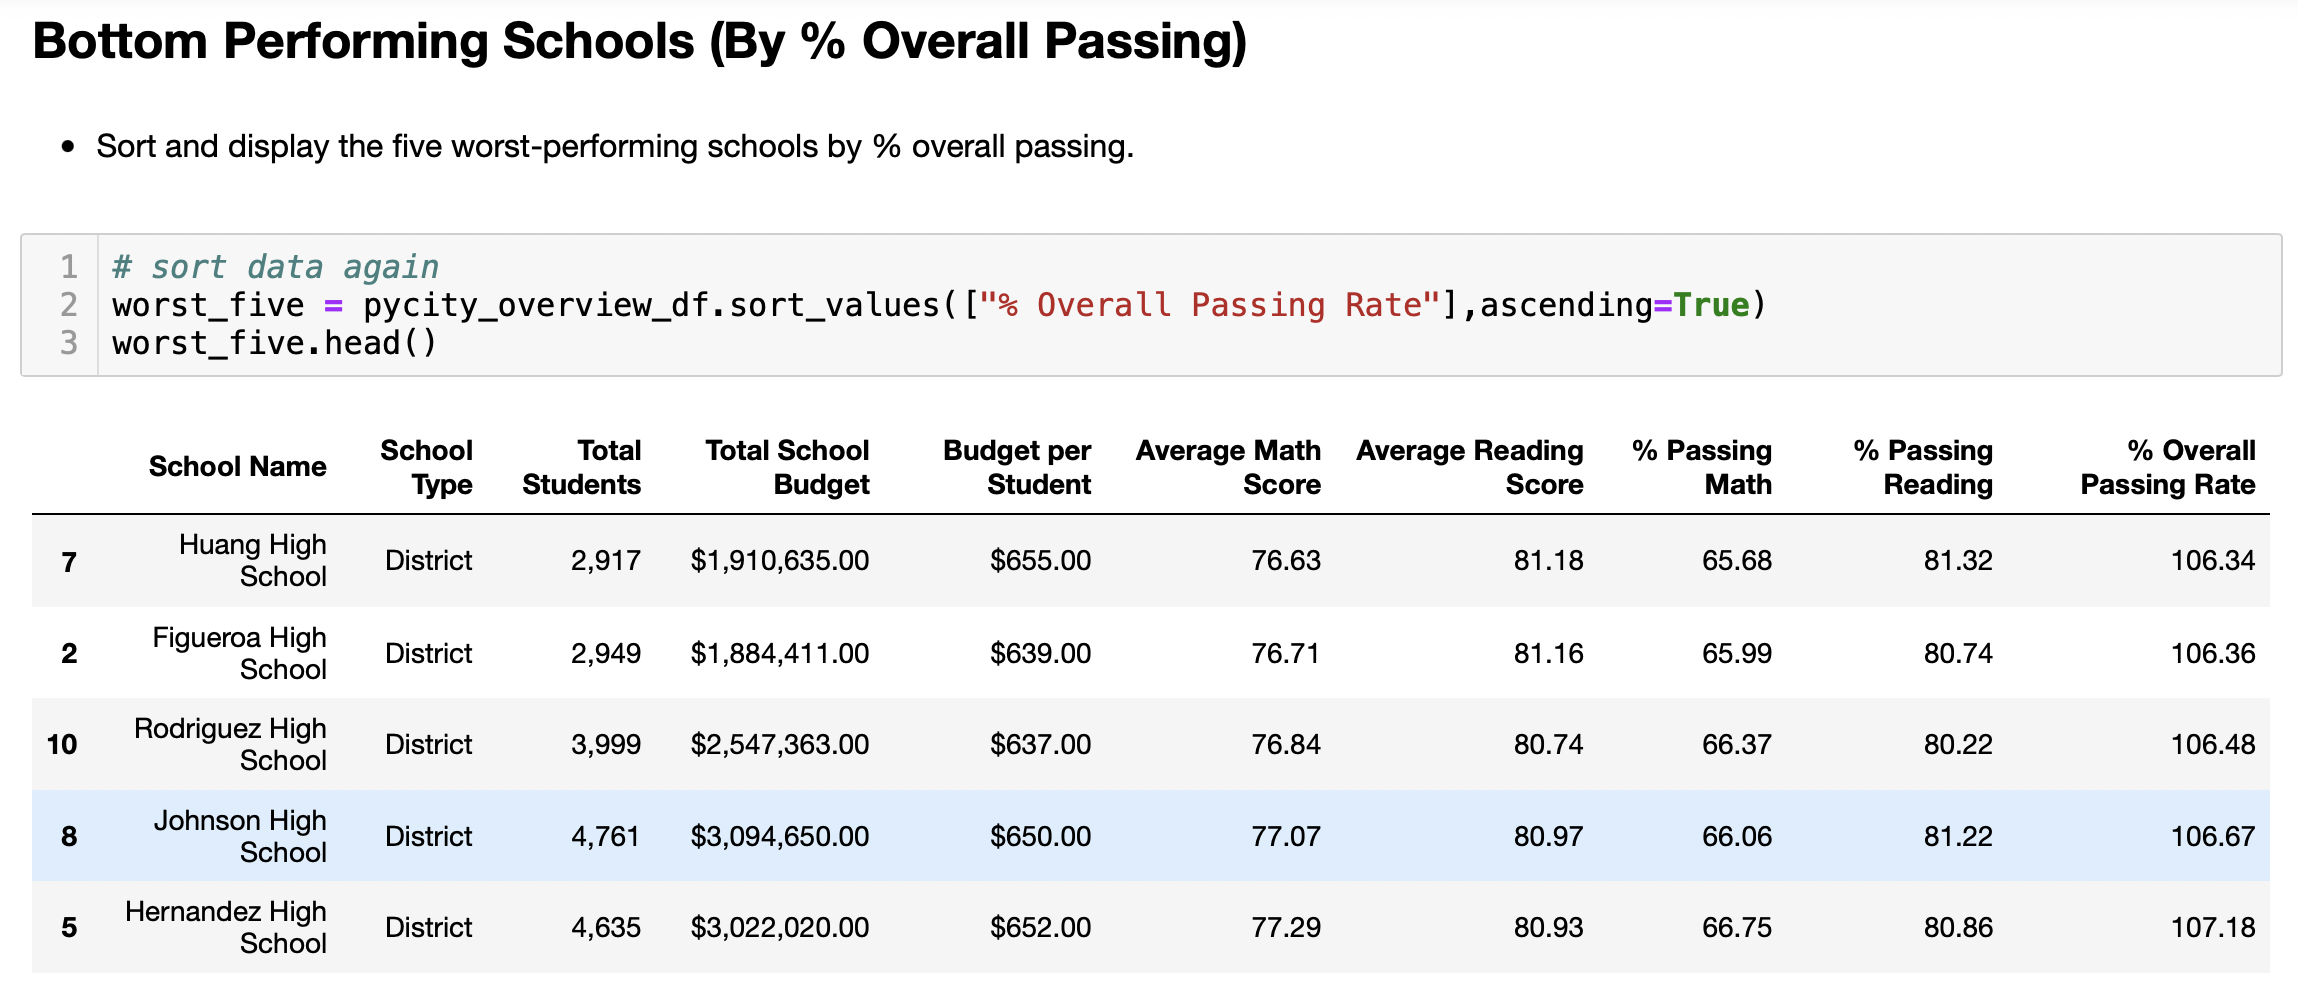 Bottom Performing Schools (By % Overall Passing)
• Sort and display the five worst-performing schools by % overall passing.
1 # sort data again
2 worst_five = pycity_overview_df.sort_values(["% Overall Passing Rate"],ascending=True)
3 worst_five.head()
School Name School Type Total Students Total School Budget Budget per Student Average Math Score Average Reading Score % Passing Math % Passing Reading % Overall Passing Rate
7 Huang High School District 2,917 $1,910,635.00 $655.00 76.63 81.18 65.68 81.32 106.34
2 Figueroa High School District 2,949 $1,884,411.00 $639.00 76.71 81.16 65.99 80.74 106.36
10 Rodriguez High School District 3,999 $2,547,363.00 $637.00 76.84 80.74 66.37 80.22 106.48
8 Johnson High School District 4,761 $3,094,650.00 $650.00 77.07 80.97 66.06 81.22 106.67
5 Hernandez High School District 4,635 $3,022,020.00 $652.00 77.29 80.93 66.75 80.86 107.18